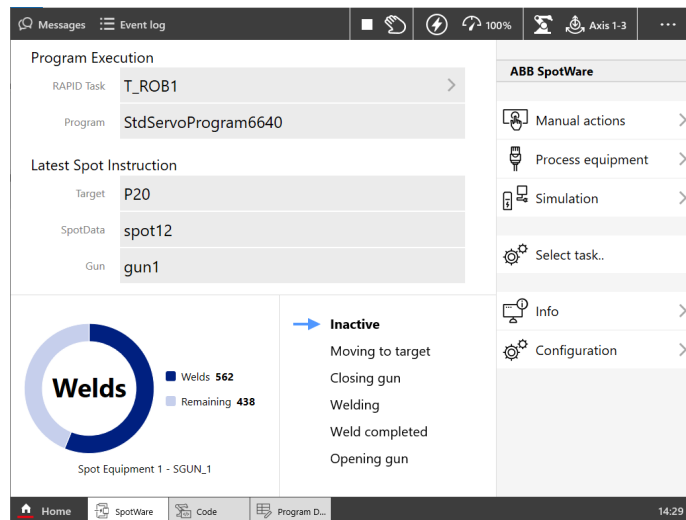 Messages Event log 100% Axis 1-3 ...
Program Execution
RAPID Task T_ROB1
Program StdServoProgram6640
Latest Spot Instruction
Target P20
SpotData spot12
Gun gun1
Welds
Welds 562
Remaining 438
Spot Equipment 1 - SGUN_1
Inactive
Moving to target
Closing gun
Welding
Weld completed
Opening gun
ABB SpotWare
Manual actions
Process equipment
Simulation
Select task..
Info
Configuration
Home SpotWare Code Program D... 14:29